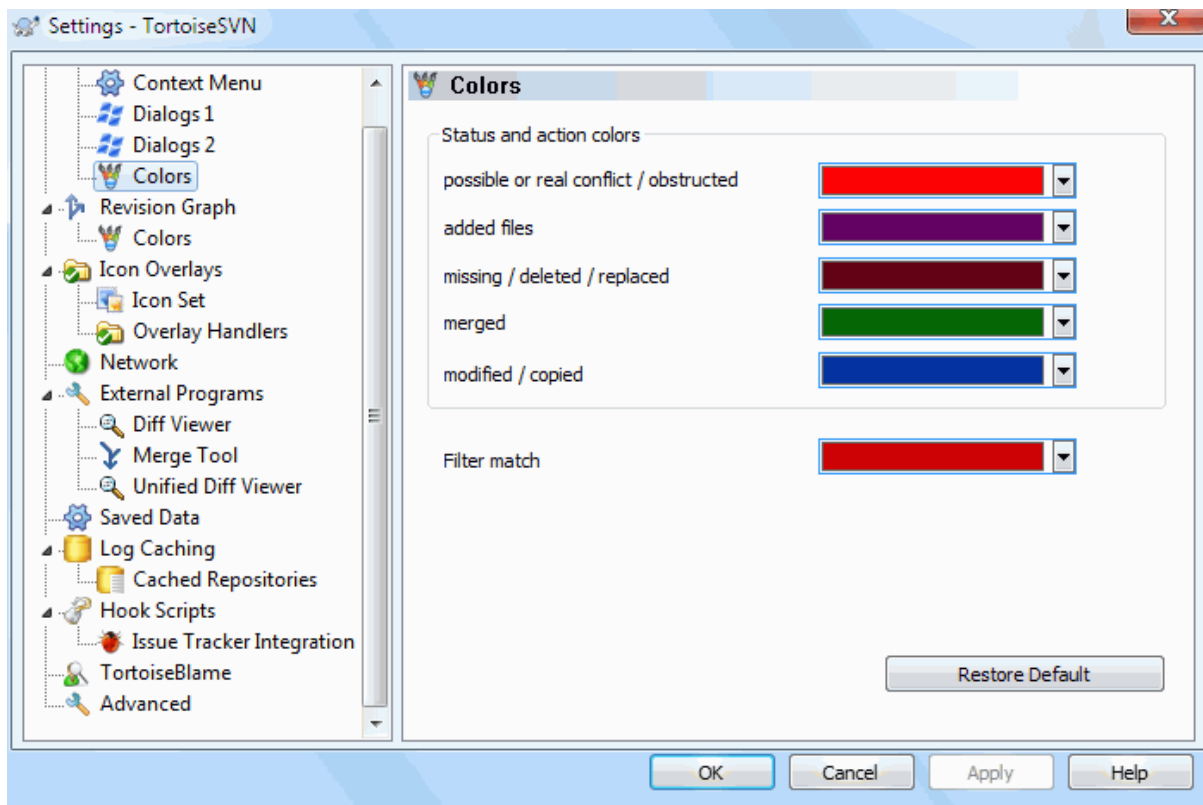 Settings - TortoiseSVN
Context Menu
Dialogs 1
Dialogs 2
Colors
Revision Graph
Colors
Icon Overlays
Icon Set
Overlay Handlers
Network
External Programs
Diff Viewer
Merge Tool
Unified Diff Viewer
Saved Data
Log Caching
Cached Repositories
Hook Scripts
Issue Tracker Integration
TortoiseBlame
Advanced
Colors
Status and action colors
possible or real conflict / obstructed
added files
missing / deleted / replaced
merged
modified / copied
Filter match
Restore Default
OK
Cancel
Apply
Help